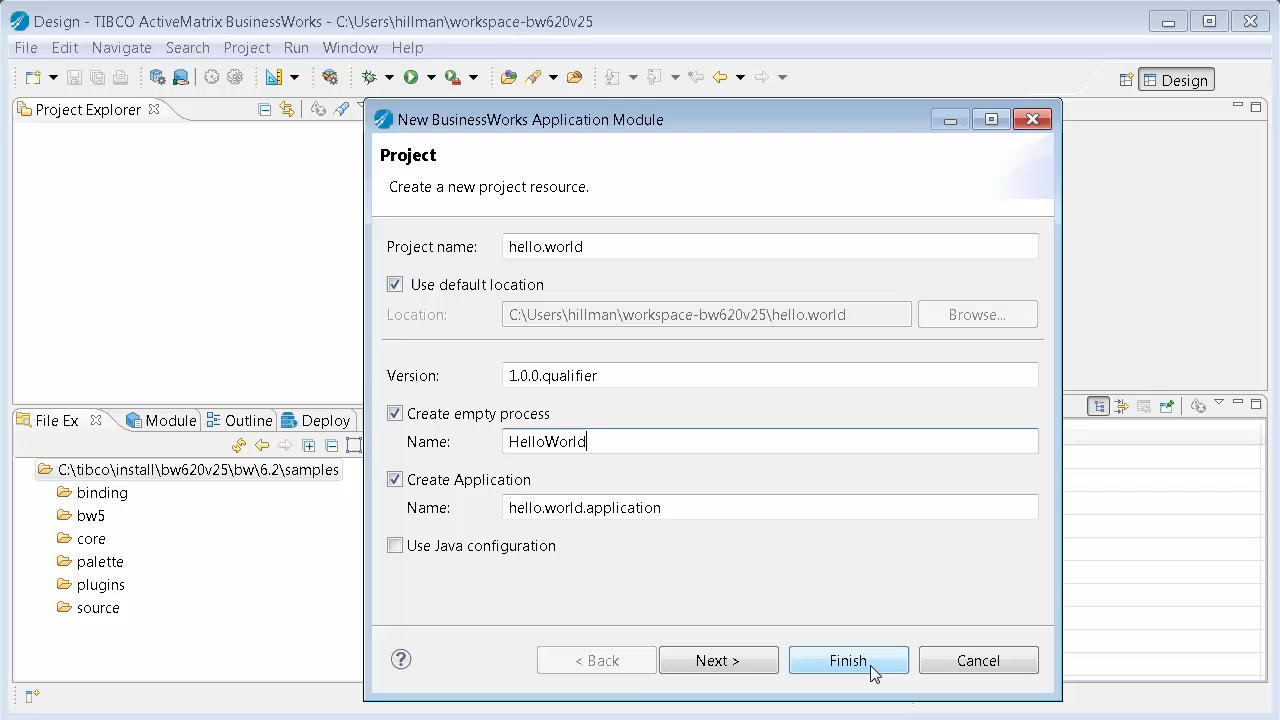 Design - TIBCO ActiveMatrix BusinessWorks - C:\Users\hillman\workspace-bw620v25
File Edit Navigate Search Project Run Window Help
Design
Project Explorer
New BusinessWorks Application Module
Project
Create a new project resource.
Project name: hello.world
Use default location
Location: C:\Users\hillman\workspace-bw620v25\hello.world Browse...
Version: 1.0.0.qualifier
Create empty process
Name: HelloWorld
Create Application
Name: hello.world.application
Use Java configuration
? < Back Next > Finish Cancel
File Ex Module Outline Deploy
C:\tibco\install\bw620v25\bw\6.2\samples
binding
bw5
core
palette
plugins
source